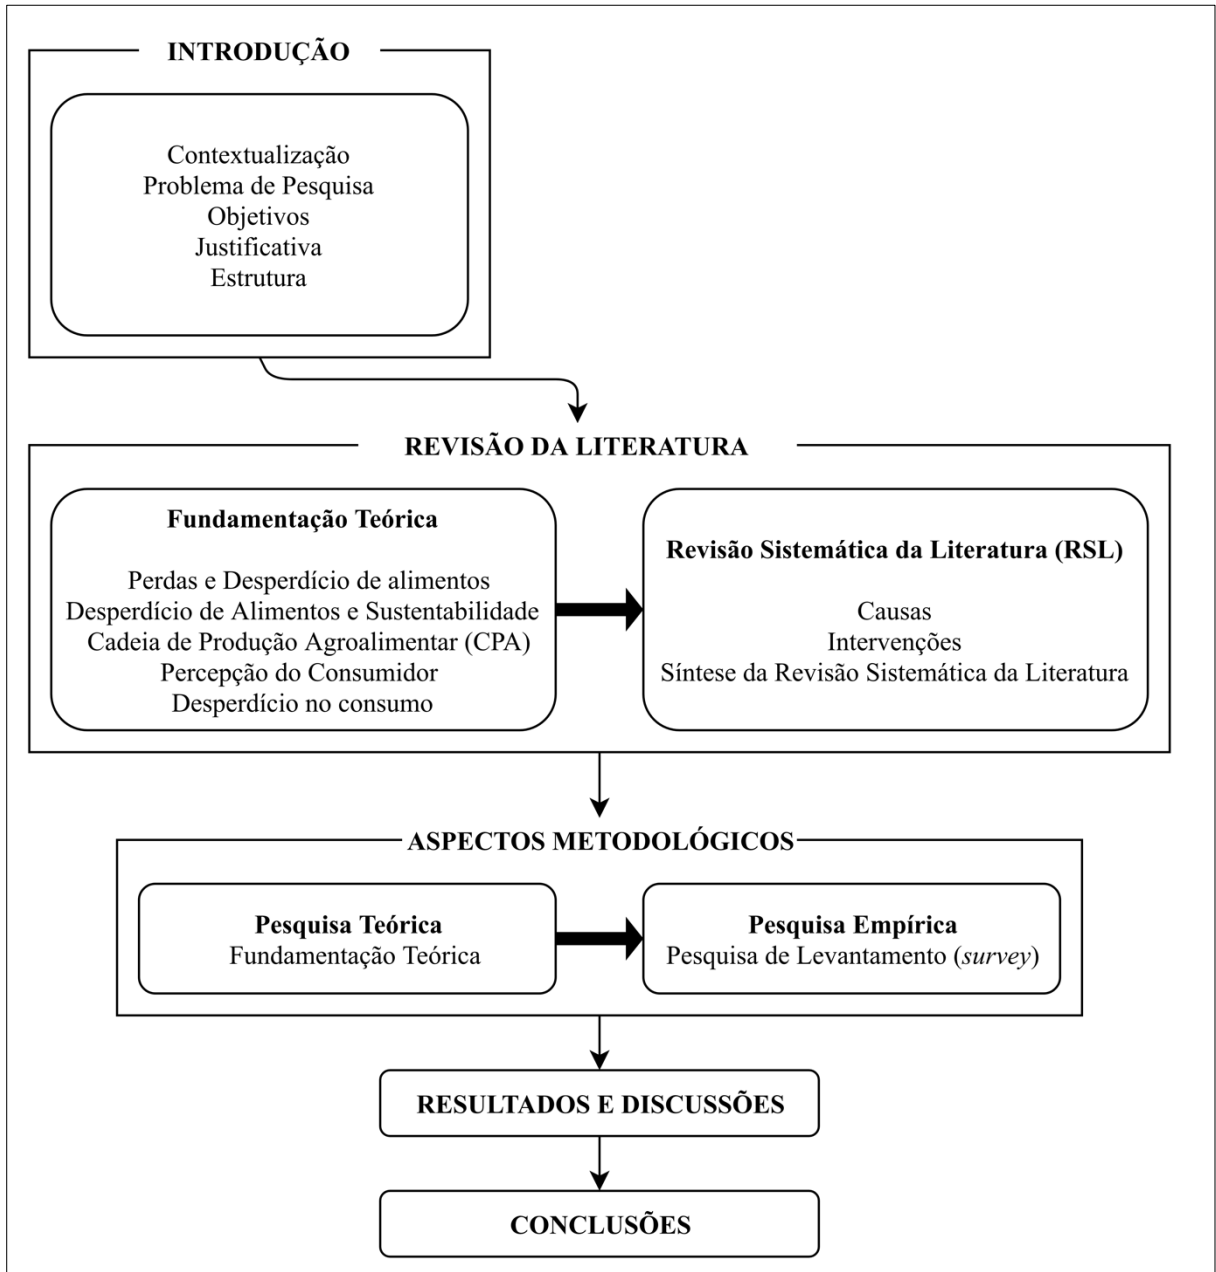 INTRODUÇÃO
Contextualização
Problema de Pesquisa
Objetivos
Justificativa
Estrutura
REVISÃO DA LITERATURA
Fundamentação Teórica
Perdas e Desperdício de alimentos
Desperdício de Alimentos e Sustentabilidade
Cadeia de Produção Agroalimentar (CPA)
Percepção do Consumidor
Desperdício no consumo
Revisão Sistemática da Literatura (RSL)
Causas
Intervenções
Síntese da Revisão Sistemática da Literatura
ASPECTOS METODOLÓGICOS
Pesquisa Teórica
Fundamentação Teórica
Pesquisa Empírica
Pesquisa de Levantamento (survey)
RESULTADOS E DISCUSSÕES
CONCLUSÕES